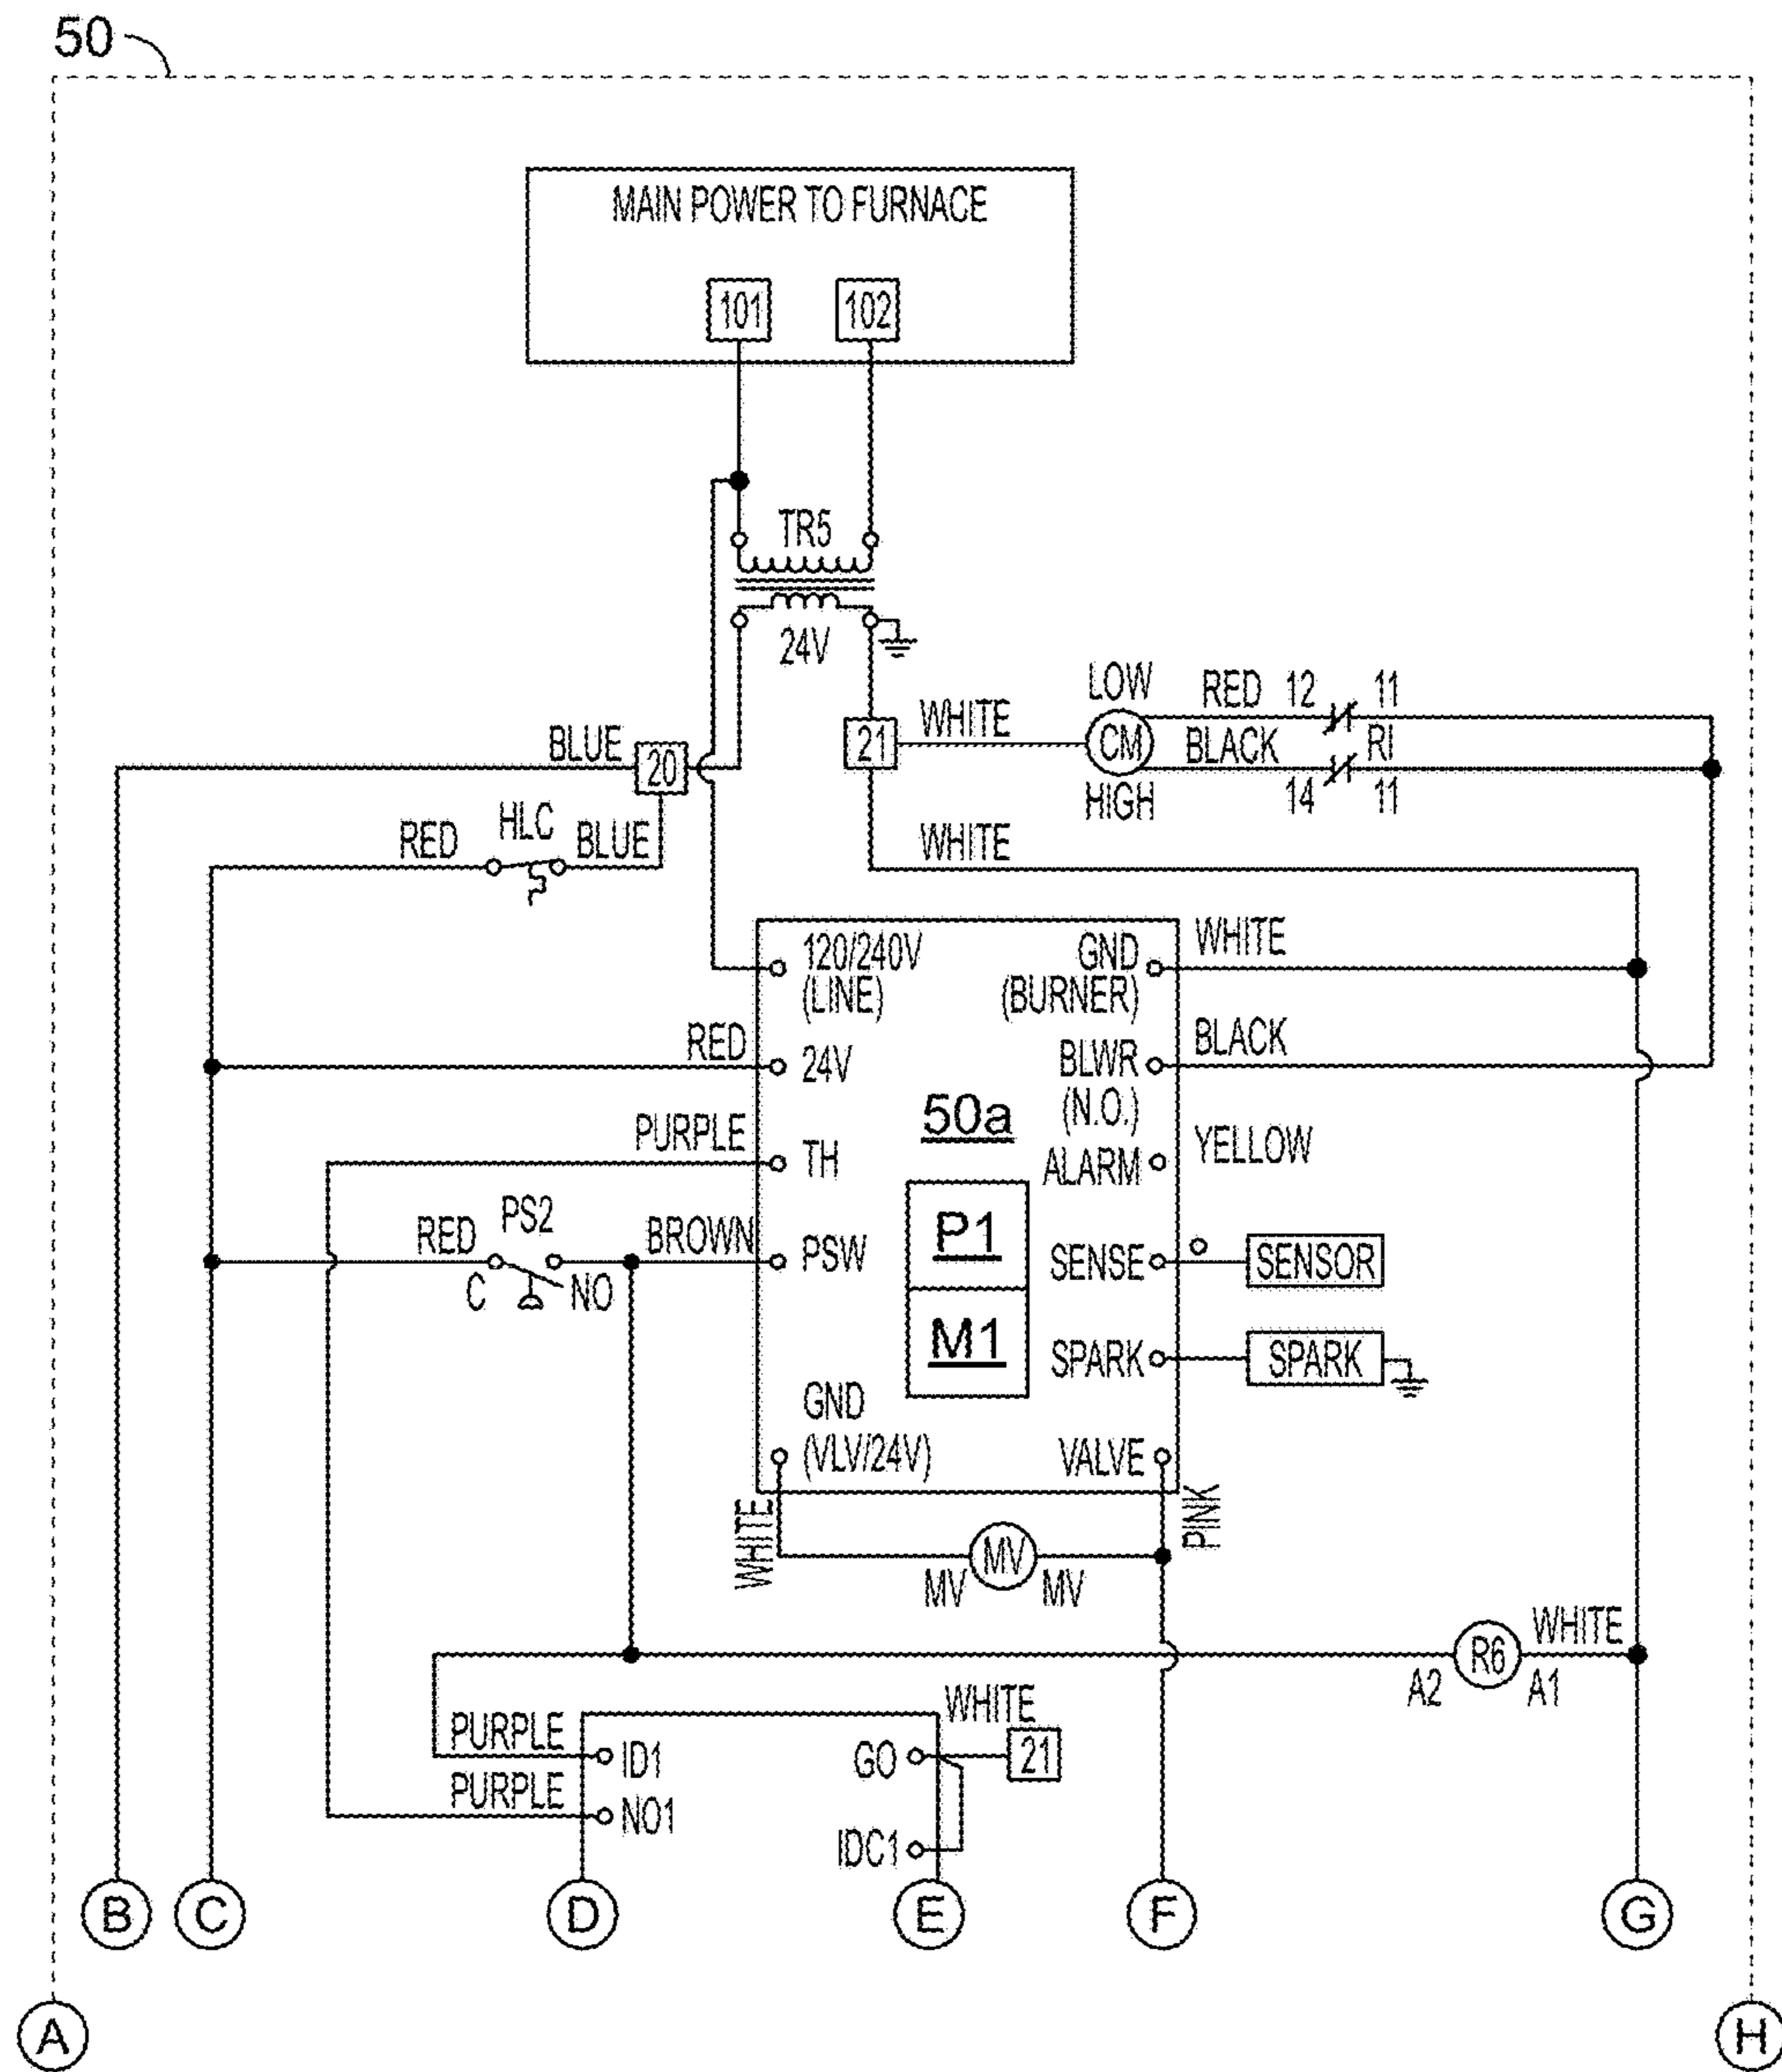 50
MAIN POWER TO FURNACE
101 102
TR5
24V
LOW
RED 12 11
WHITE
21
CM
BLACK RI
HIGH
14 11
BLUE
20
RED HLC BLUE
WHITE
120/240V
(LINE)
GND
(BURNER)
WHITE
RED
24V
BLWR
(N.O.)
BLACK
50a
PURPLE
TH
ALARM
YELLOW
P1
RED PS2 BROWN
C NO
PSW
SENSE
SENSOR
M1
SPARK
SPARK
GND
(VLV/24V)
VALVE
WHITE
PINK
MV
MV MV
R6
WHITE
A2 A1
PURPLE
ID1
GO
WHITE
21
PURPLE
NO1
IDC1
B C D E F G
A H